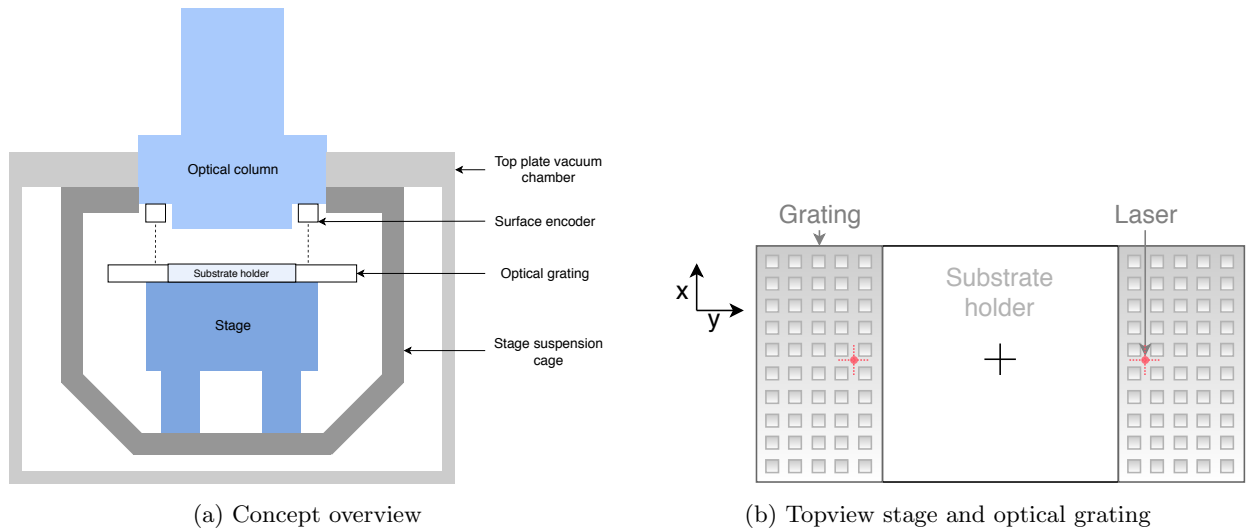 Optical column
Top plate vacuum
chamber
Surface encoder
Substrate holder
Optical grating
Stage
Stage suspension
cage
(a) Concept overview
Grating
Laser
Substrate
holder
x
y
(b) Topview stage and optical grating